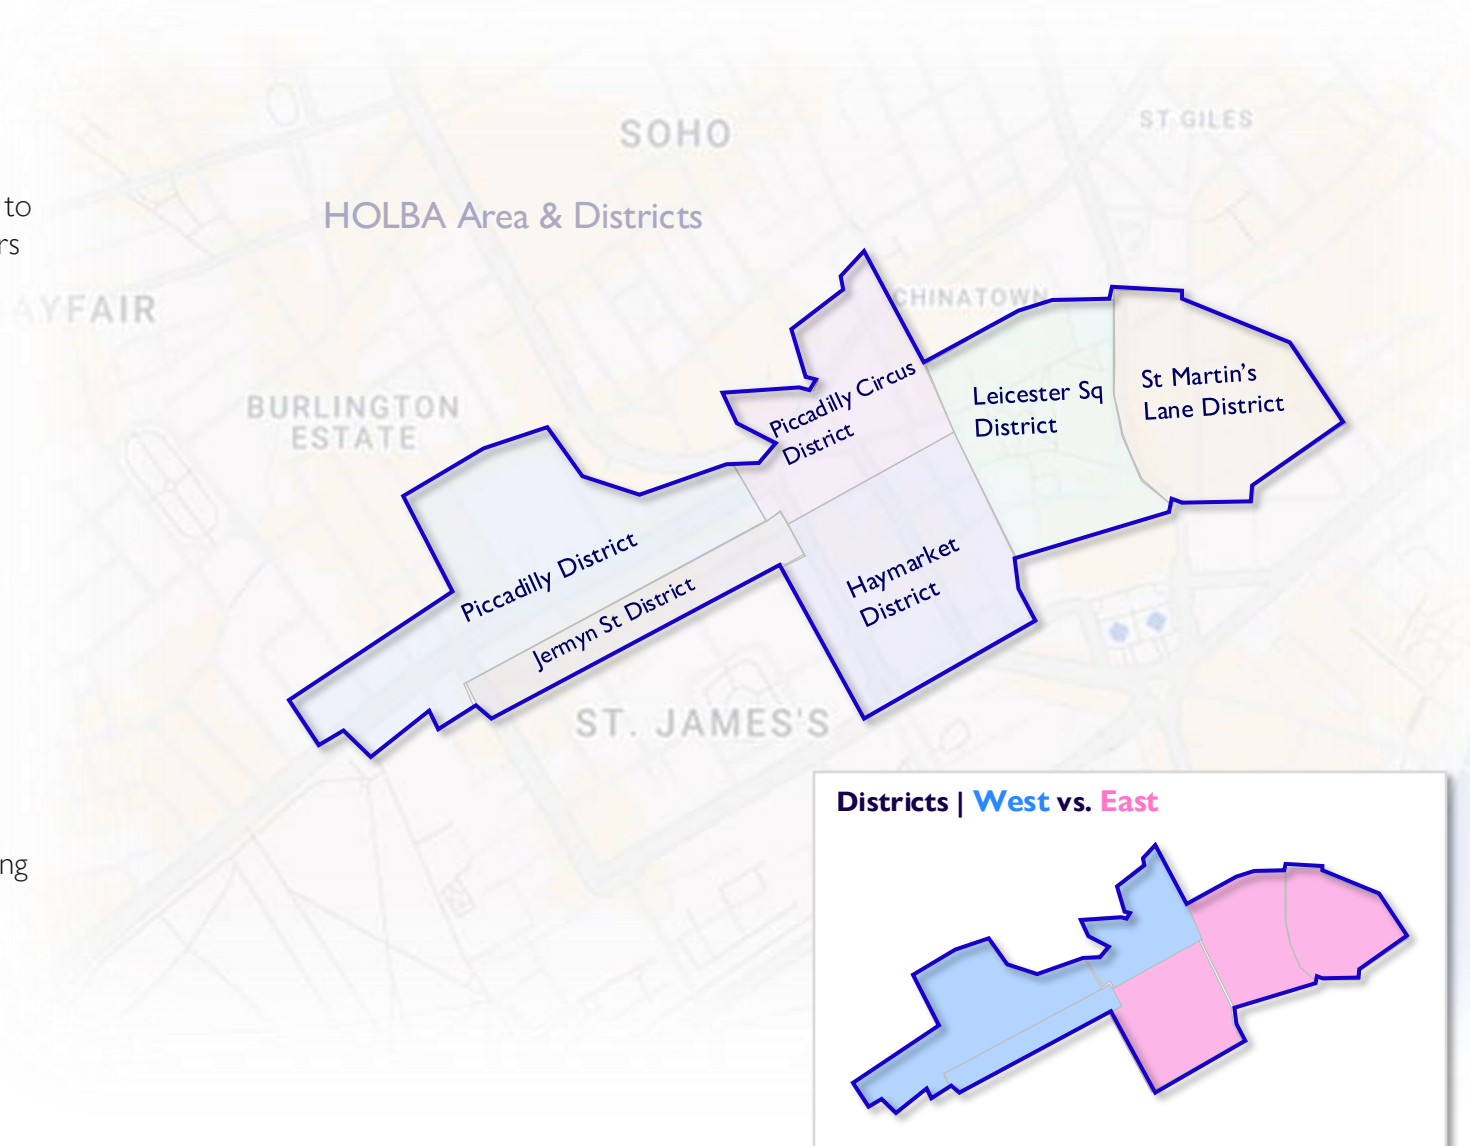 SOHO
ST GILES
to
rs
HOLBA Area & Districts
AYFAIR
CHINATOWN
Piccadilly Circus
District
Leicester Sq
District
St Martin's
Lane District
BURLINGTON
ESTATE
Piccadilly District
Jermyn St District
Haymarket
District
ST. JAMES'S
Districts | West vs. East
ng